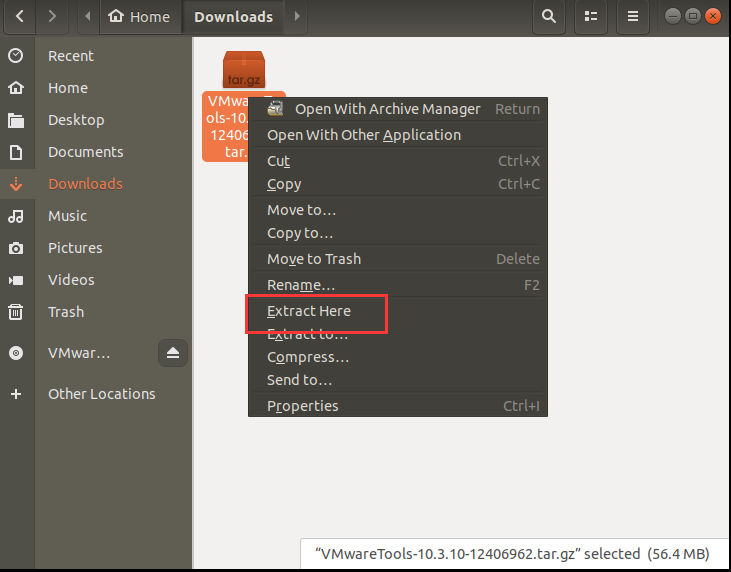 Home
Downloads
Recent
Home
Desktop
Documents
Downloads
Music
Pictures
Videos
Trash
VMwar…
Other Locations
tar.gz
VMwa
ols-10.
12406
tar.
Open With Archive Manager Return
Open With Other Application
Cut Ctrl+X
Copy Ctrl+C
Move to…
Copy to…
Move to Trash Delete
Rename… F2
Extract Here
Extract to…
Compress…
Send to…
Properties Ctrl+I
“VMwareTools-10.3.10-12406962.tar.gz” selected (56.4 MB)